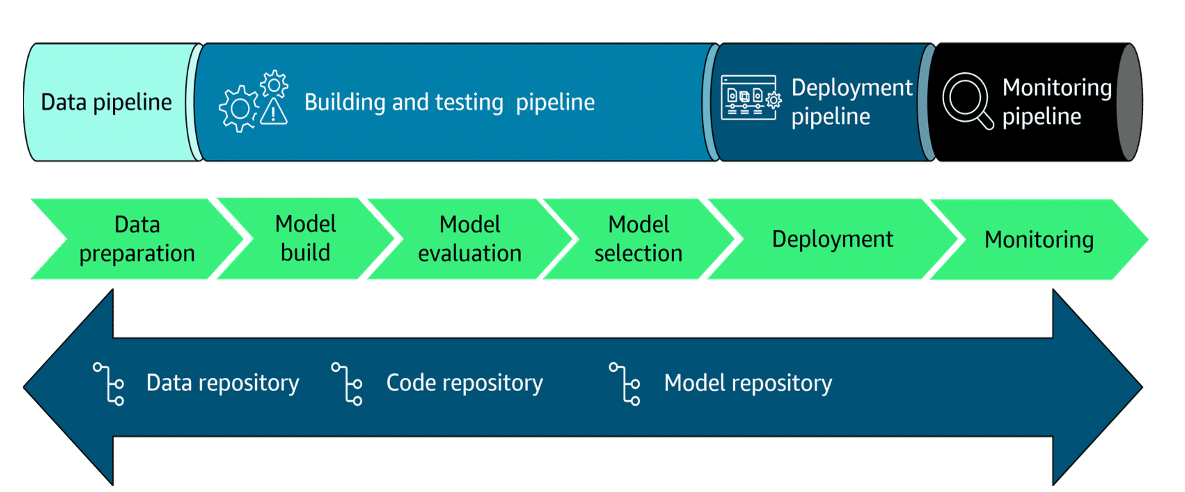 Data pipeline
Building and testing pipeline
Deployment
pipeline
Monitoring
pipeline
Data
preparation
Model
build
Model
evaluation
Model
selection
Deployment
Monitoring
Data repository
Code repository
Model repository